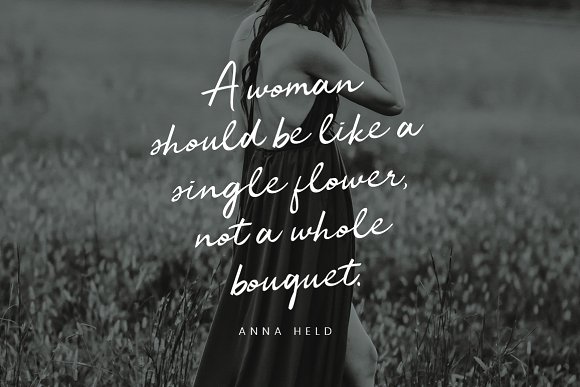 A woman
should be like a
single flower,
not a whole
bouquet.
ANNA HELD